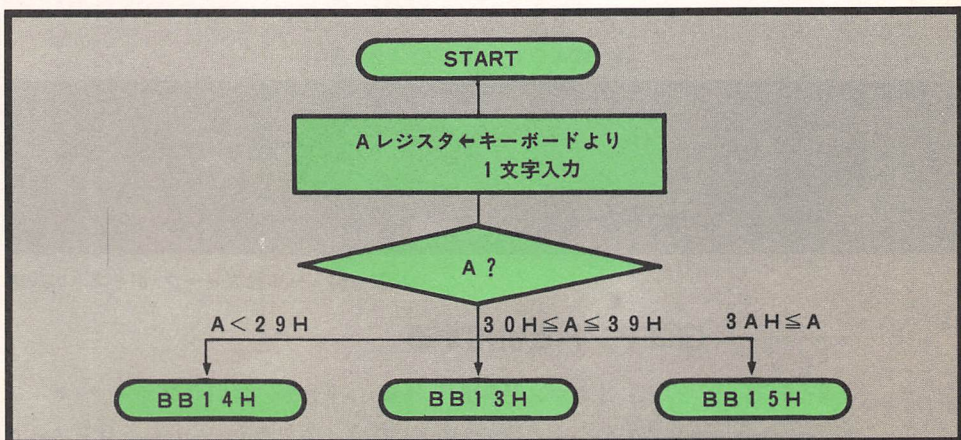 START
Aレジスタ←キーボードより
1文字入力
A?
A<29H
30H≦A≦39H
3AH≦A
BB14H
BB13H
BB15H